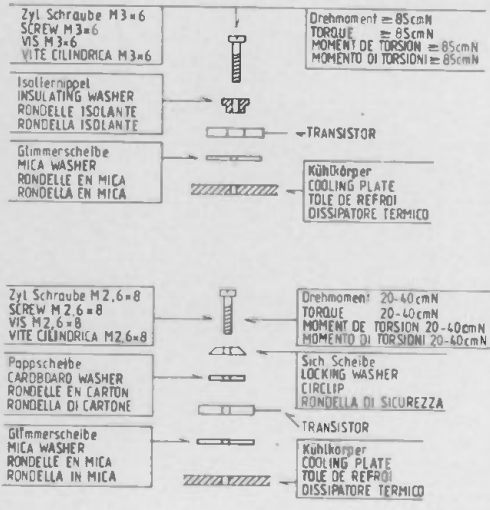 Zyl Schraube M3×6
SCREW M3×6
VIS M3×6
VITE CILINDRICA M3×6
Drehmoment ≥ 85cmN
TORQUE ≥ 85cmN
MOMENT DE TORSION ≥ 85cmN
MOMENTO DI TORSIONI ≥ 85cmN
Isoliernippel
INSULATING WASHER
RONDELLE ISOLANTE
RONDELLA ISOLANTE
TRANSISTOR
Glimmerscheibe
MICA WASHER
RONDELLE EN MICA
RONDELLA EN MICA
Kühlkörper
COOLING PLATE
TOLE DE REFROI
DISSIPATORE TERMICO
Zyl Schraube M2,6×8
SCREW M2,6×8
VIS M2,6×8
VITE CILINDRICA M2,6×8
Drehmoment 20-40cmN
TORQUE 20-40cmN
MOMENT DE TORSION 20-40cmN
MOMENTO DI TORSIONI 20-40cmN
Pappscheibe
CARDBOARD WASHER
RONDELLE EN CARTON
RONDELLA DI CARTONE
Sich Scheibe
LOCKING WASHER
CIRCLIP
RONDELLA DI SICUREZZA
TRANSISTOR
Glimmerscheibe
MICA WASHER
RONDELLE EN MICA
RONDELLA IN MICA
Kühlkörper
COOLING PLATE
TOLE DE REFROI
DISSIPATORE TERMICO